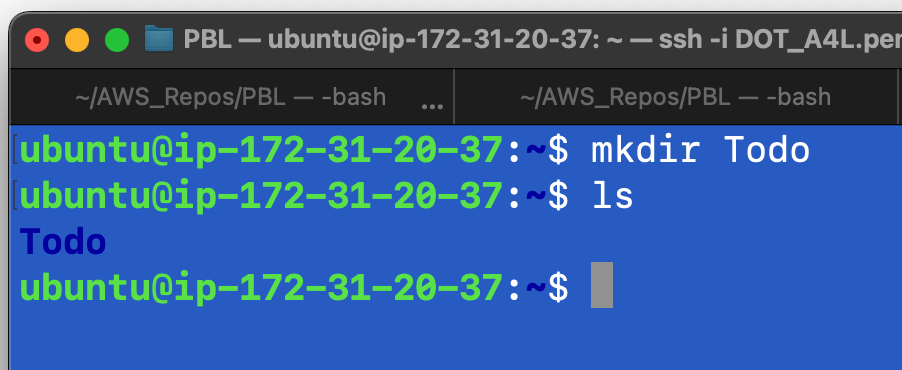 PBL — ubuntu@ip-172-31-20-37: ~ — ssh -i DOT_A4L.pem
~/AWS_Repos/PBL — -bash ... ~/AWS_Repos/PBL — -bash
[ubuntu@ip-172-31-20-37:~$ mkdir Todo
[ubuntu@ip-172-31-20-37:~$ ls
Todo
ubuntu@ip-172-31-20-37:~$